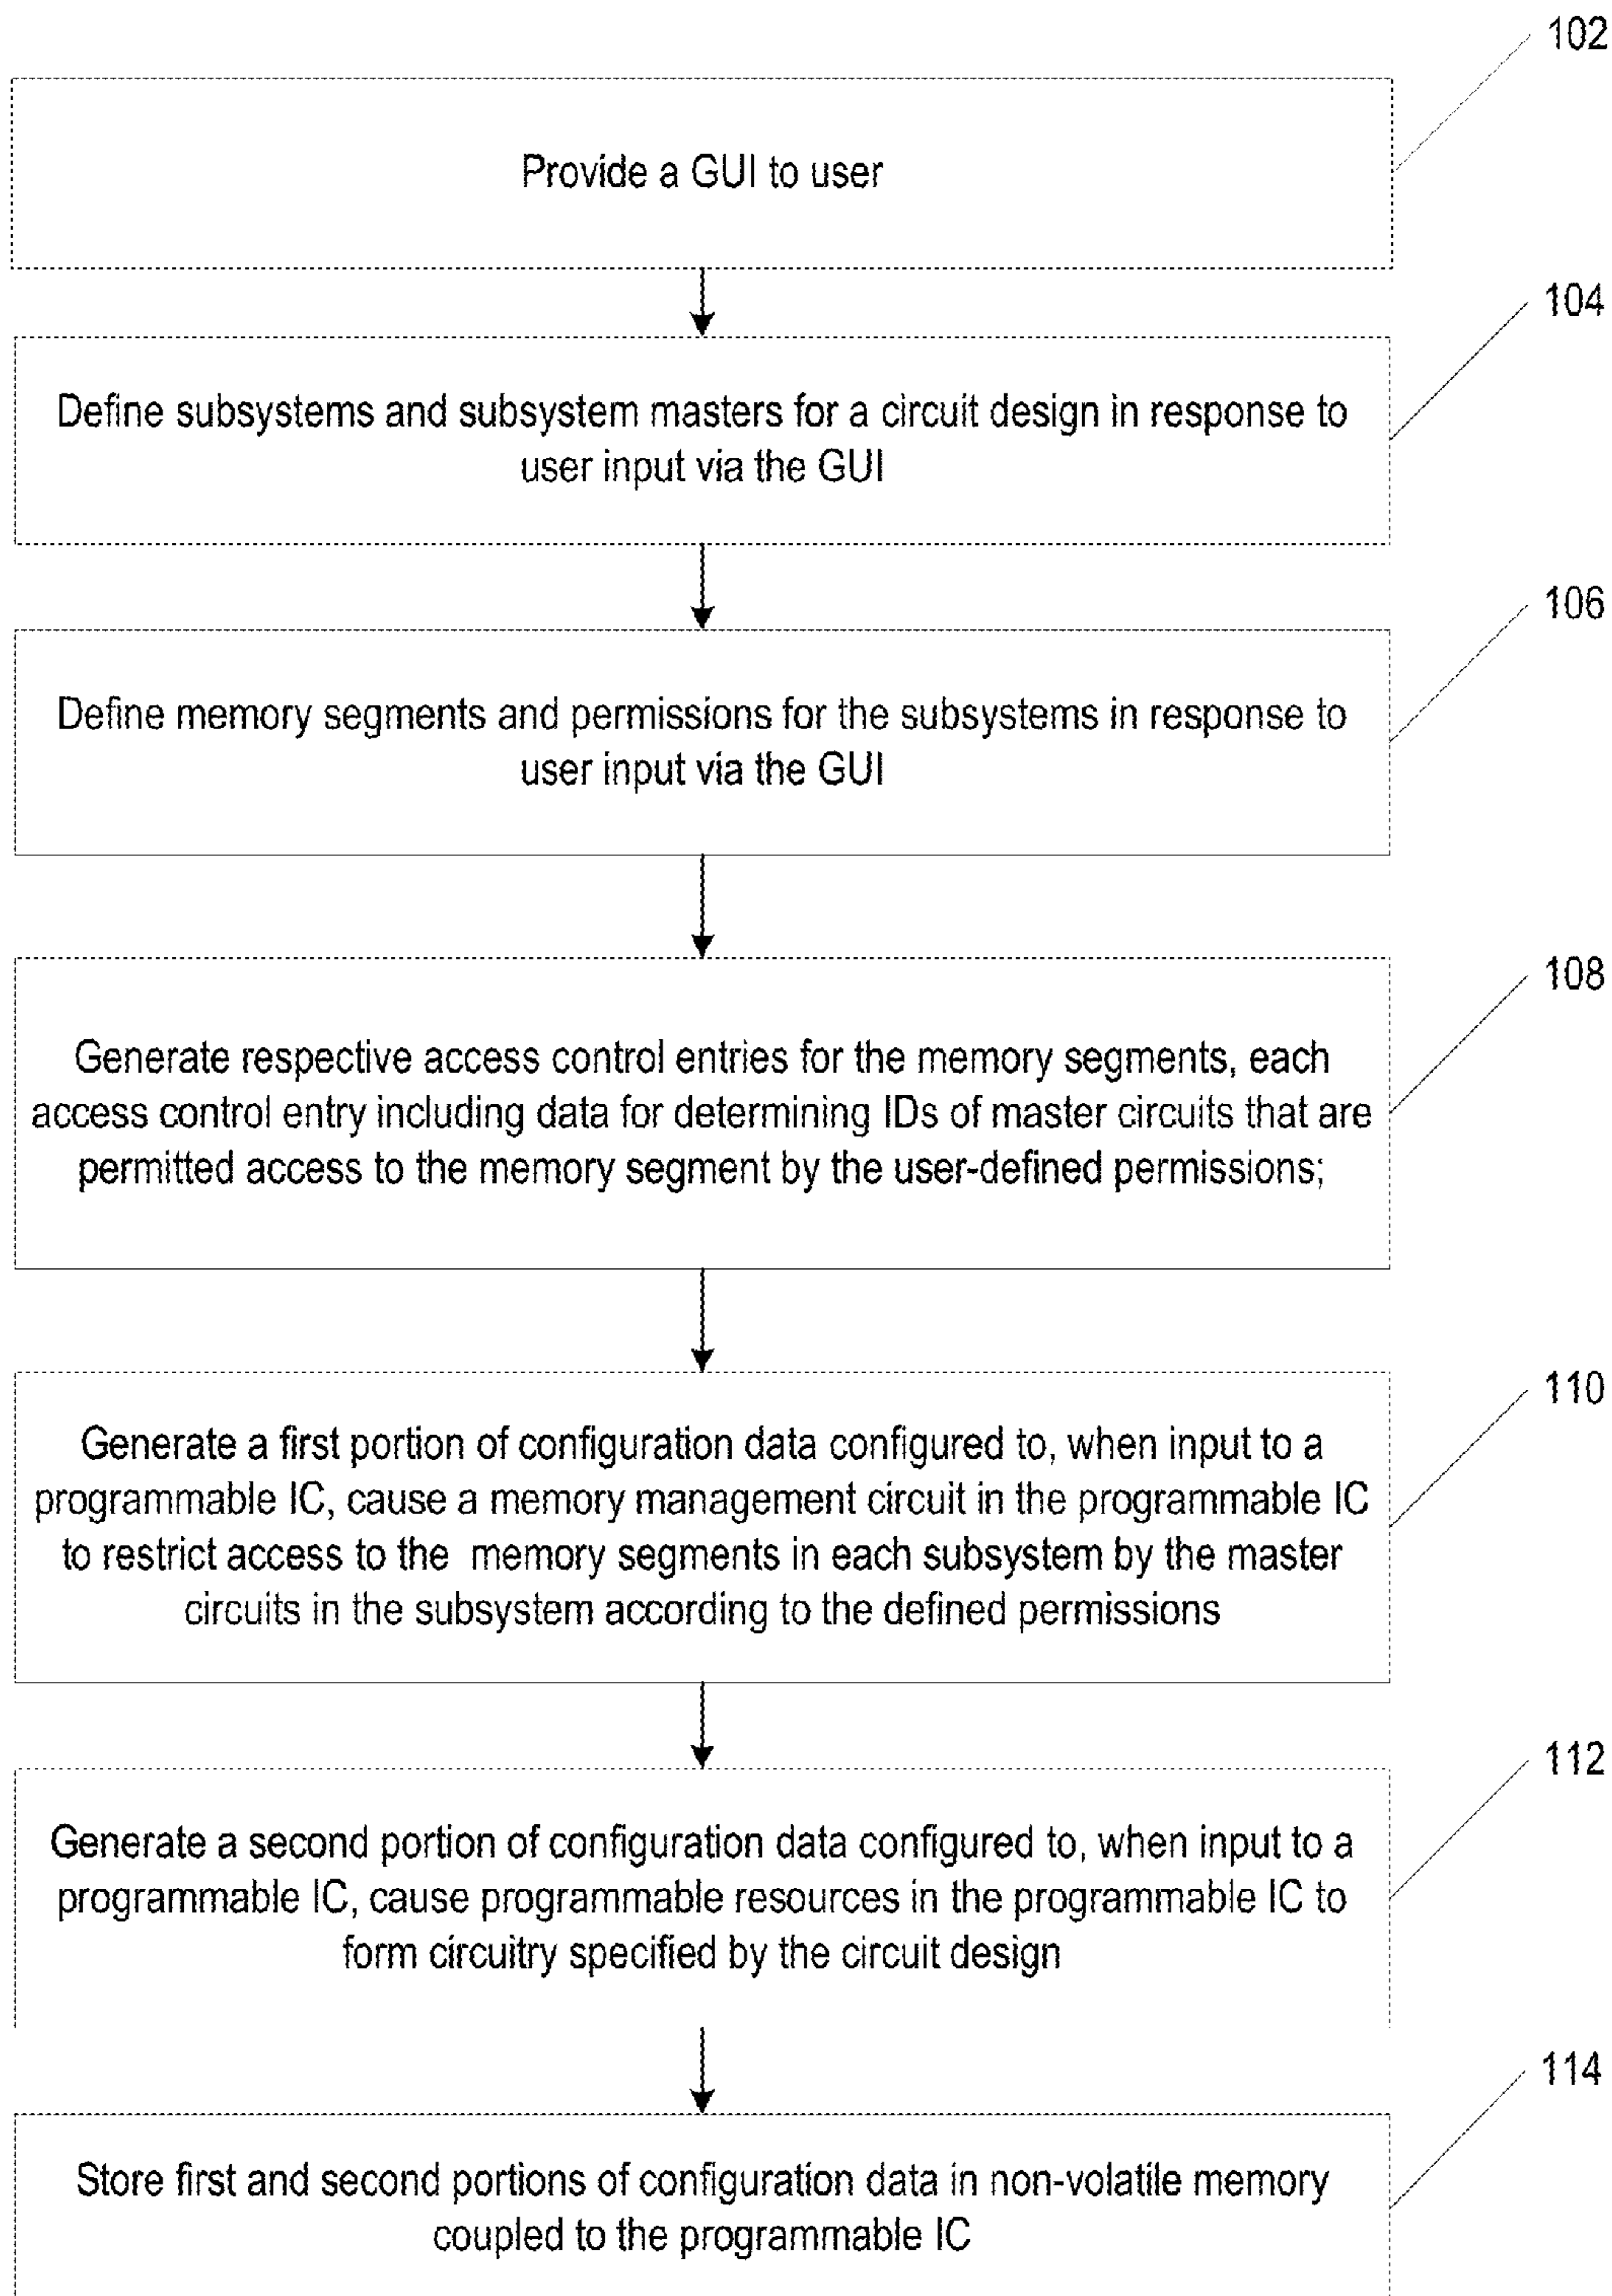 102
Provide a GUI to user
104
Define subsystems and subsystem masters for a circuit design in response to
user input via the GUI
106
Define memory segments and permissions for the subsystems in response to
user input via the GUI
108
Generate respective access control entries for the memory segments, each
access control entry including data for determining IDs of master circuits that are
permitted access to the memory segment by the user-defined permissions;
110
Generate a first portion of configuration data configured to, when input to a
programmable IC, cause a memory management circuit in the programmable IC
to restrict access to the memory segments in each subsystem by the master
circuits in the subsystem according to the defined permissions
112
Generate a second portion of configuration data configured to, when input to a
programmable IC, cause programmable resources in the programmable IC to
form circuitry specified by the circuit design
114
Store first and second portions of configuration data in non-volatile memory
coupled to the programmable IC